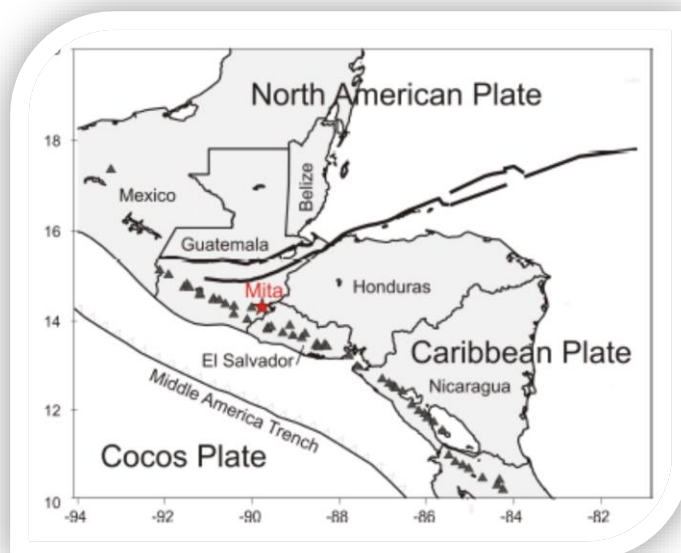 North American Plate
18
Mexico
Belize
16
Guatemala
Mita
Honduras
14
El Salvador
Caribbean Plate
Nicaragua
Middle America Trench
12
Cocos Plate
10
-94 -92 -90 -88 -86 -84 -82